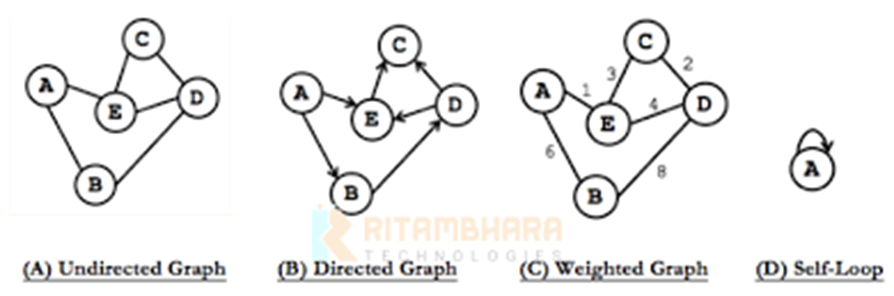 C
A
E
D
B
C
A
E
D
B
C
3
2
A
1
E
4
D
6
8
B
A
RITAMBHARA
TECHNOLOGIES
(A) Undirected Graph
(B) Directed Graph
(C) Weighted Graph
(D) Self-Loop